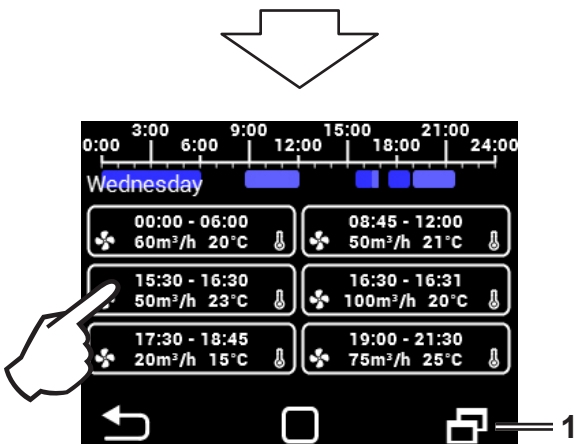 3:00 9:00 15:00 21:00
0:00 6:00 12:00 18:00 24:00
Wednesday
00:00 - 06:00
60m³/h 20°C
08:45 - 12:00
50m³/h 21°C
15:30 - 16:30
50m³/h 23°C
16:30 - 16:31
100m³/h 20°C
17:30 - 18:45
20m³/h 15°C
19:00 - 21:30
75m³/h 25°C
1